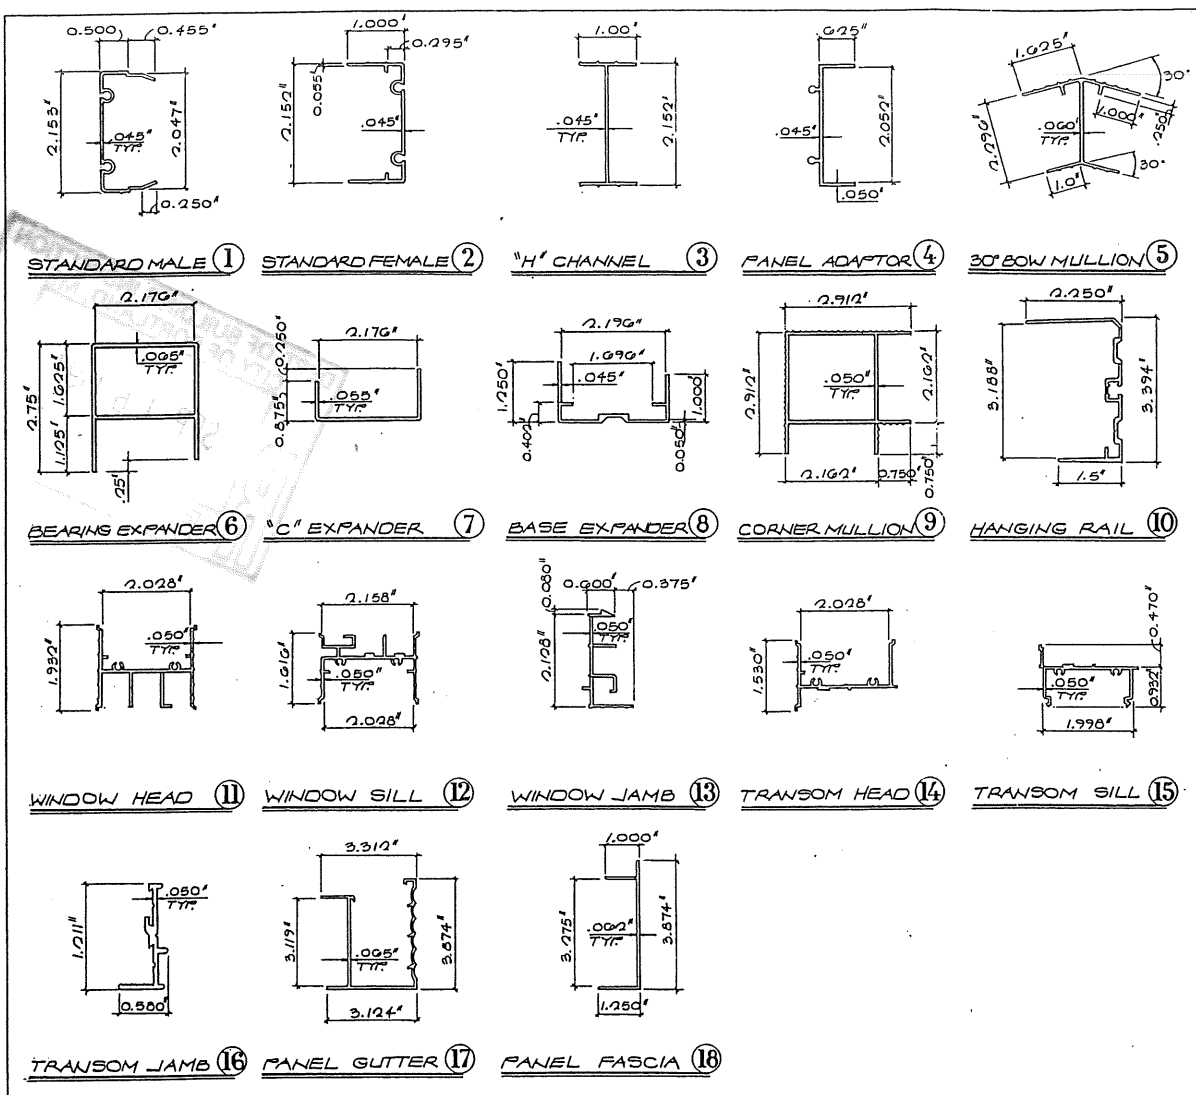 0.500
0.455"
2.153"
.045"
TYP.
2.047"
0.250"
STANDARD MALE 1
1.000"
0.295"
0.055"
2.152"
.045"
STANDARD FEMALE 2
1.00"
.045"
TYP.
2.152"
"H" CHANNEL 3
.625"
.045"
2.052"
.050"
PANEL ADAPTOR 4
1.625"
30°
2.296"
.060"
TYP.
1.000"
.250"
1.0"
30°
30° BOW MULLION 5
2.176"
2.75"
1.625"
1.125"
.065"
TYP.
.25"
BEARING EXPANDER 6
0.250"
2.176"
0.875"
.055"
TYP.
"C" EXPANDER 7
2.196"
1.696"
1.250"
.045"
1.000"
0.402"
0.050"
BASE EXPANDER 8
2.912"
2.912"
.050"
TYP.
2.162"
2.162"
0.750"
0.750"
CORNER MULLION 9
2.250"
3.188"
3.394"
1.5"
HANGING RAIL 10
2.028"
1.932"
.050"
TYP.
WINDOW HEAD 11
2.158"
1.616"
.050"
TYP.
2.028"
WINDOW SILL 12
0.080"
0.600"
0.375"
2.128"
.050"
TYP.
WINDOW JAMB 13
2.028"
1.530"
.050"
TYP.
TRANSOM HEAD 14
0.470"
.050"
TYP.
1.998"
TRANSOM SILL 15
1.211"
.050"
TYP.
0.580"
TRANSOM JAMB 16
3.312"
3.119"
.065"
TYP.
3.874"
3.124"
PANEL GUTTER 17
1.000"
3.275"
.062"
TYP.
3.874"
1.250"
PANEL FASCIA 18